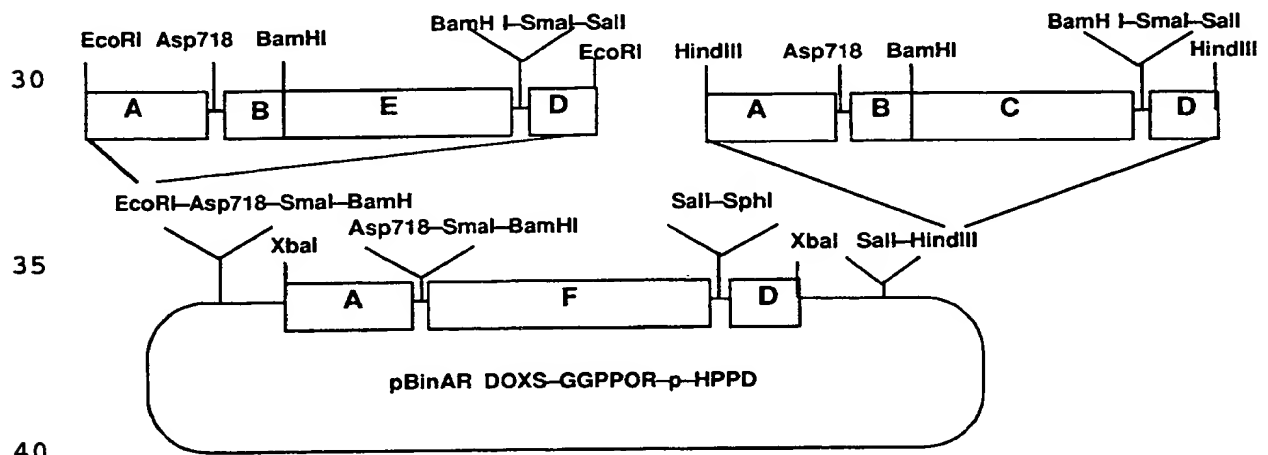 BamH I–SmaI–SalI
BamH I–SmaI–SalI
EcoRI Asp718 BamHI
EcoRI
HindIII Asp718 BamHI
HindIII
30
A B E D
A B C D
EcoRI–Asp718–SmaI–BamH
SalI–SphI
Asp718–SmaI–BamHI
XbaI
XbaI
SalI–HindIII
35
A F D
pBinAR DOXS–GGPPOR–p–HPPD
40